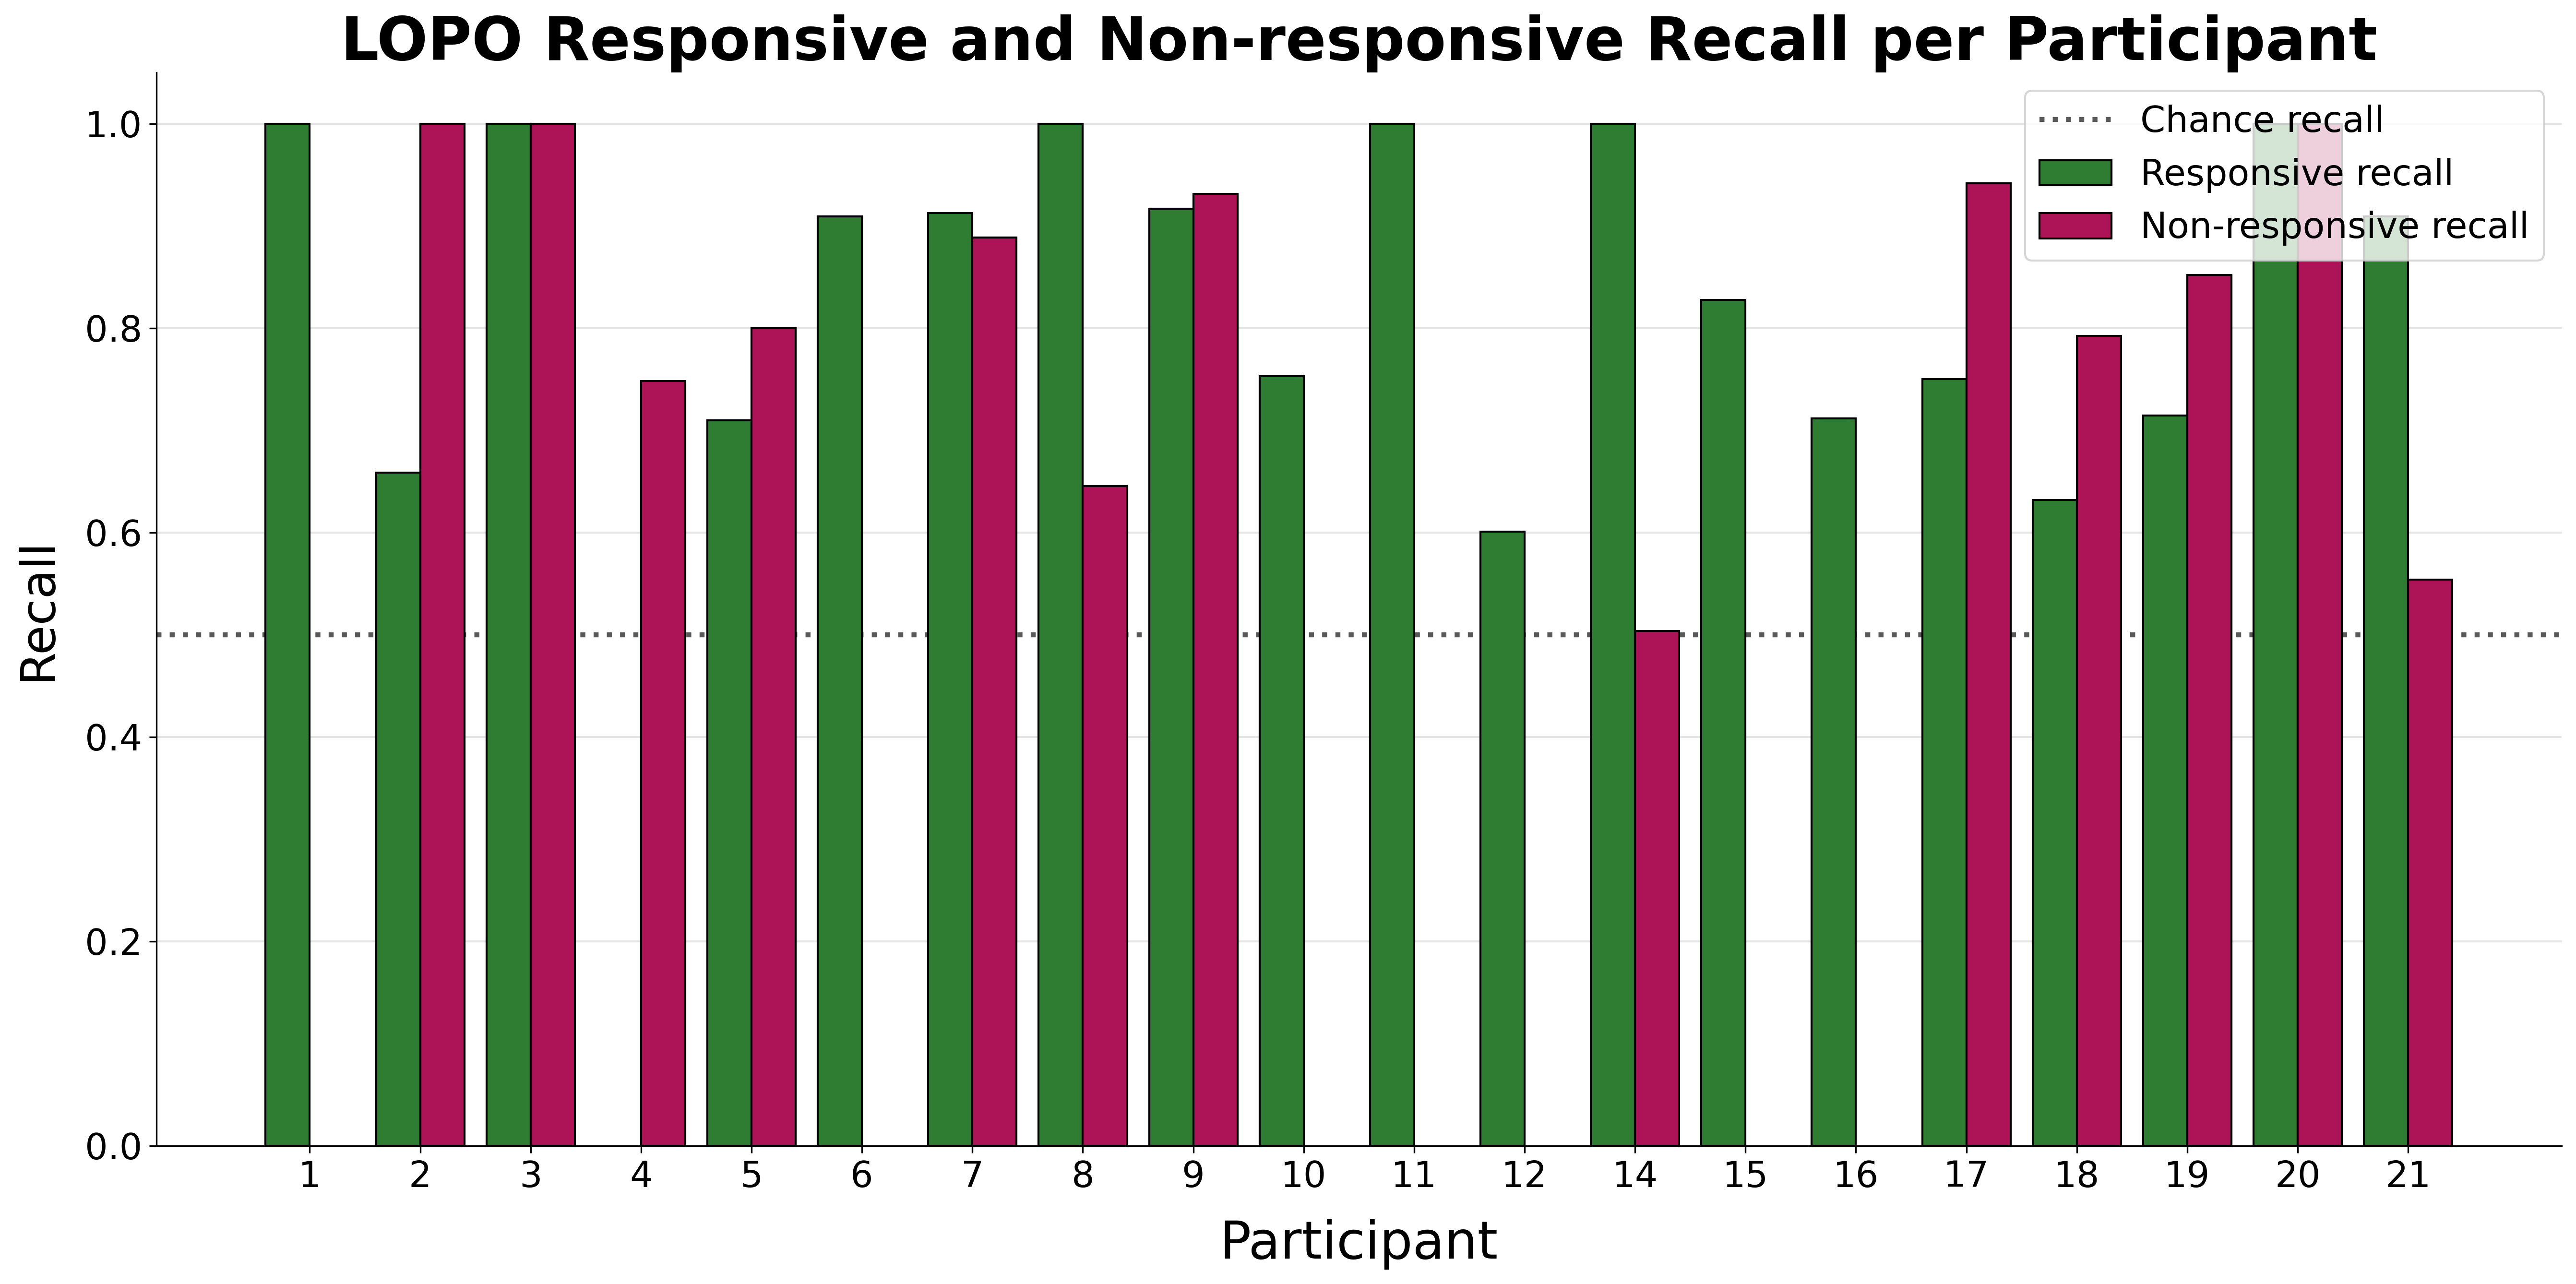 LOPO Responsive and Non-responsive Recall per Participant
Chance recall
Responsive recall
Non-responsive recall
Recall
1.0
0.8
0.6
0.4
0.2
0.0
1 2 3 4 5 6 7 8 9 10 11 12 14 15 16 17 18 19 20 21
Participant